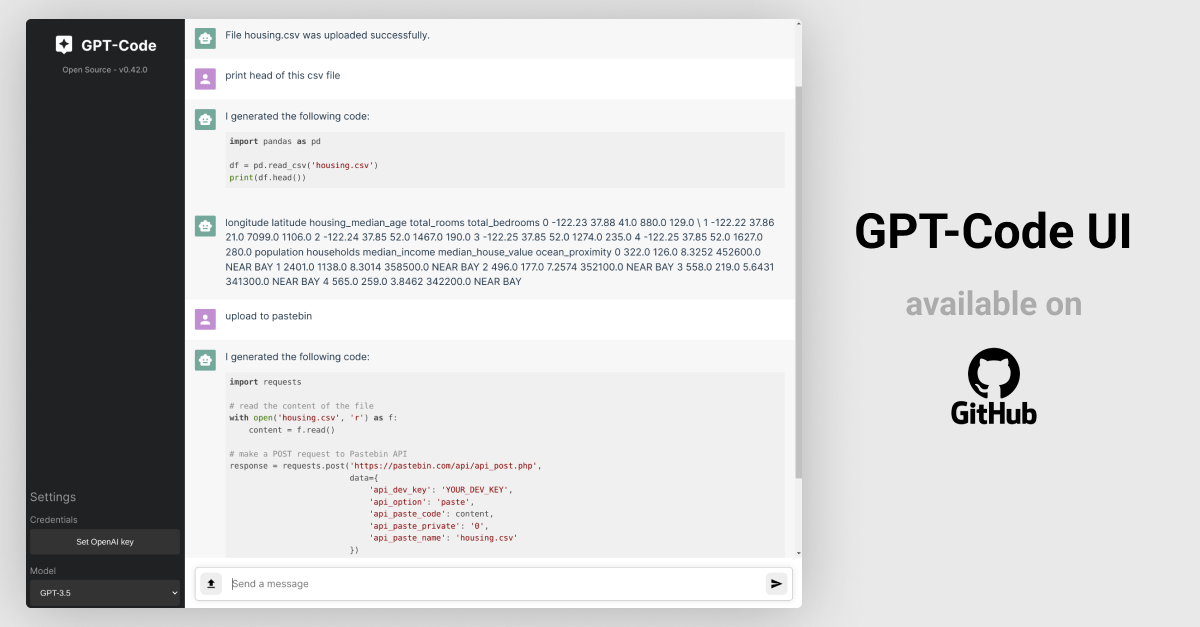 GPT-Code
Open Source - v0.42.0
File housing.csv was uploaded successfully.
print head of this csv file
I generated the following code:
import pandas as pd
df = pd.read_csv('housing.csv')
print(df.head())
longitude latitude housing_median_age total_rooms total_bedrooms 0 -122.23 37.88 41.0 880.0 129.0 \ 1 -122.22 37.86
21.0 7099.0 1106.0 2 -122.24 37.85 52.0 1467.0 190.0 3 -122.25 37.85 52.0 1274.0 235.0 4 -122.25 37.85 52.0 1627.0
280.0 population households median_income median_house_value ocean_proximity 0 322.0 126.0 8.3252 452600.0
NEAR BAY 1 2401.0 1138.0 8.3014 358500.0 NEAR BAY 2 496.0 177.0 7.2574 352100.0 NEAR BAY 3 558.0 219.0 5.6431
341300.0 NEAR BAY 4 565.0 259.0 3.8462 342200.0 NEAR BAY
upload to pastebin
I generated the following code:
import requests
# read the content of the file
with open('housing.csv', 'r') as f:
    content = f.read()
# make a POST request to Pastebin API
response = requests.post('https://pastebin.com/api/api_post.php',
                        data={
                            'api_dev_key': 'YOUR_DEV_KEY',
                            'api_option': 'paste',
                            'api_paste_code': content,
                            'api_paste_private': '0',
                            'api_paste_name': 'housing.csv'
                        })
Send a message
Settings
Credentials
Set OpenAI key
Model
GPT-3.5
GPT-Code UI
available on
GitHub